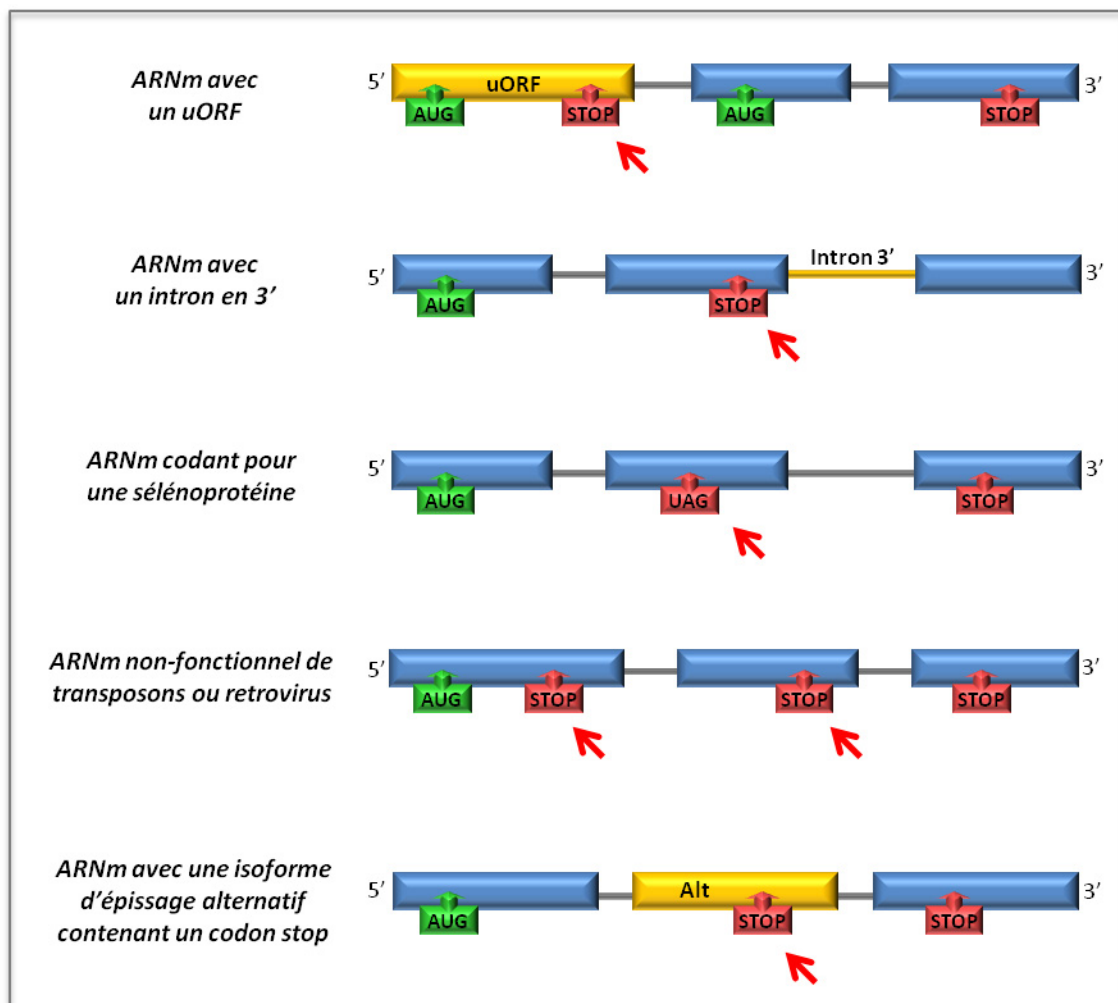 ARNm avec
un uORF
5' uORF 3'
AUG STOP AUG STOP
ARNm avec
un intron en 3'
5' Intron 3' 3'
AUG STOP
ARNm codant pour
une sélénoprotéine
5' 3'
AUG UAG STOP
ARNm non-fonctionnel de
transposons ou retrovirus
5' 3'
AUG STOP STOP STOP
ARNm avec une isoforme
d'épissage alternatif
contenant un codon stop
5' Alt 3'
AUG STOP STOP